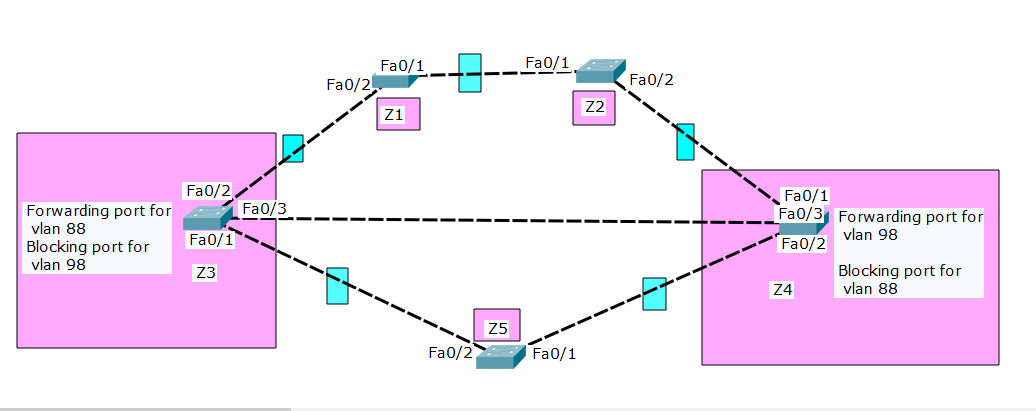 Fa0/1
Fa0/1
Fa0/2
Fa0/2
Z1
Z2
Fa0/2
Fa0/3
Forwarding port for
vlan 88
Blocking port for
vlan 98
Fa0/1
Z3
Fa0/1
Fa0/3
Forwarding port for
vlan 98
Fa0/2
Blocking port for
vlan 88
Z4
Z5
Fa0/2
Fa0/1